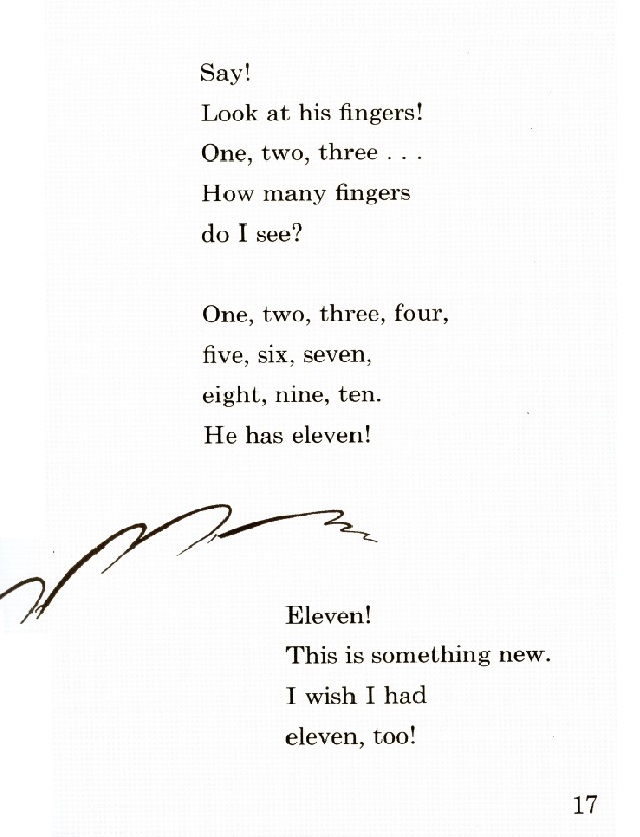 Say!
Look at his fingers!
One, two, three . . .
How many fingers
do I see?
One, two, three, four,
five, six, seven,
eight, nine, ten.
He has eleven!
Eleven!
This is something new.
I wish I had
eleven, too!
17